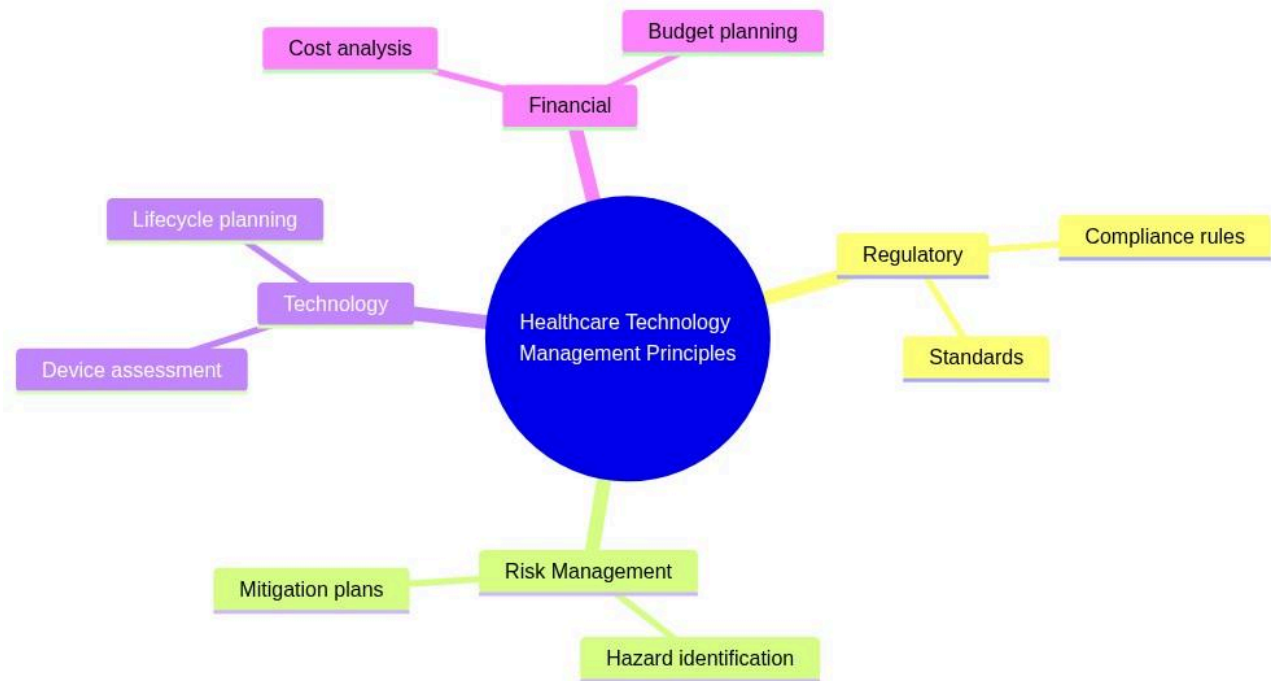 Budget planning
Cost analysis
Financial
Lifecycle planning
Compliance rules
Regulatory
Technology
Healthcare Technology
Management Principles
Standards
Device assessment
Risk Management
Mitigation plans
Hazard identification